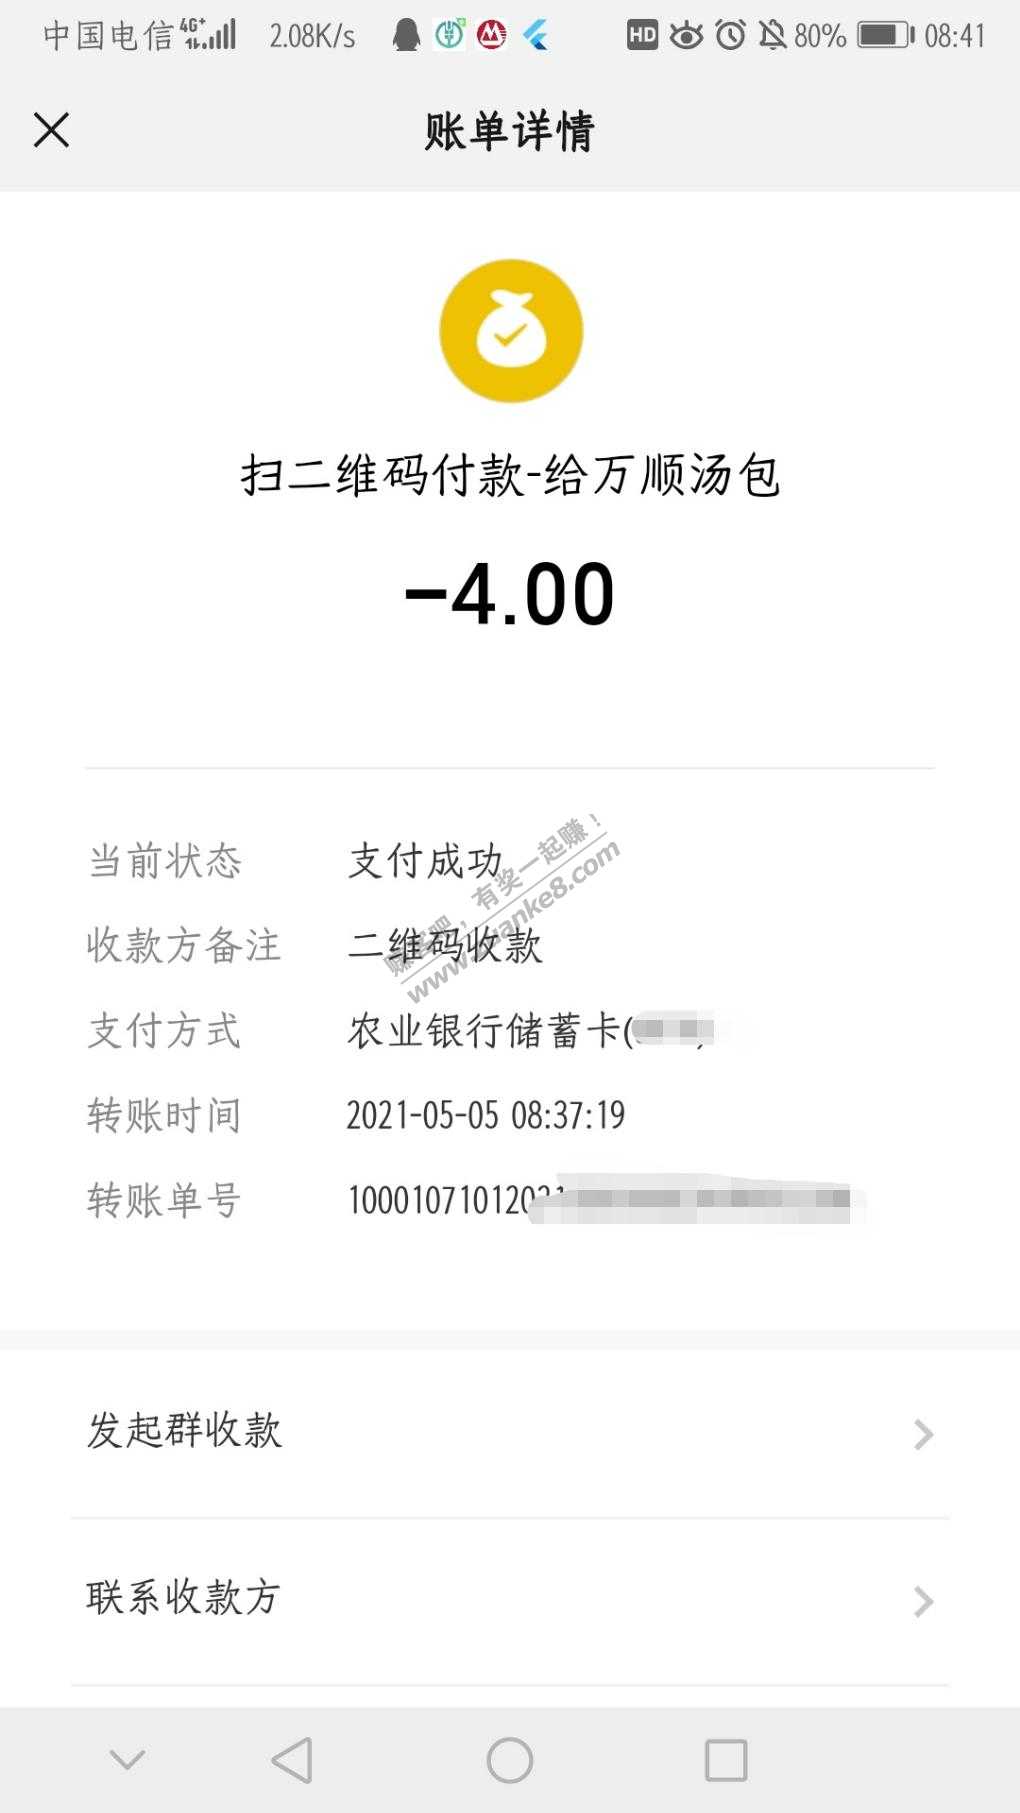 中国电信 4G+ 2.08K/s HD 80% 08:41
账单详情
扫二维码付款-给万顺汤包
-4.00
当前状态 支付成功
收款方备注 二维码收款
支付方式 农业银行储蓄卡(
转账时间 2021-05-05 08:37:19
转账单号 1000107101202
赚客吧，有奖一起赚！
www.zuanke8.com
发起群收款
联系收款方